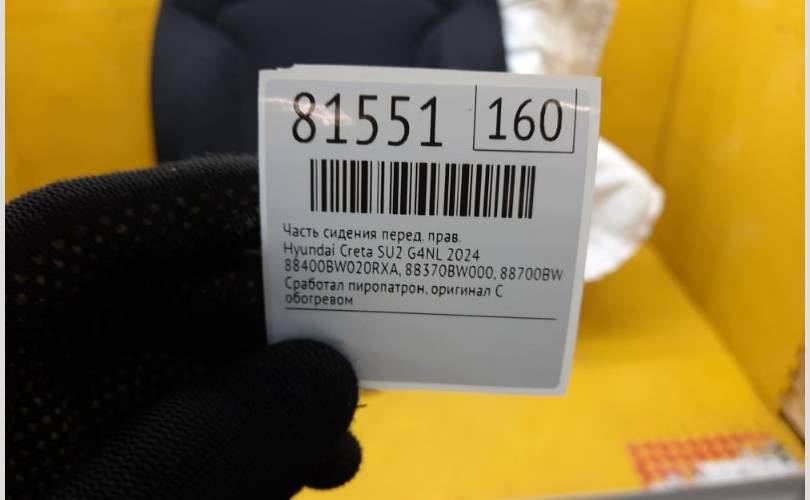 81551 160
Часть сидения перед. прав.
Hyundai Creta SU2 G4NL 2024
88400BW020RXA, 88370BW000, 88700BW
Сработал пиропатрон, оригинал С
обогревом